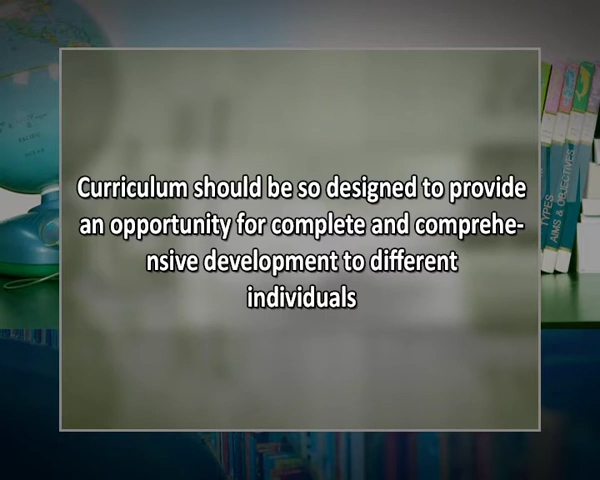 Curriculum should be so designed to provide
an opportunity for complete and comprehe-
nsive development to different
individuals
TYPES
AIMS & OBJECTIVES